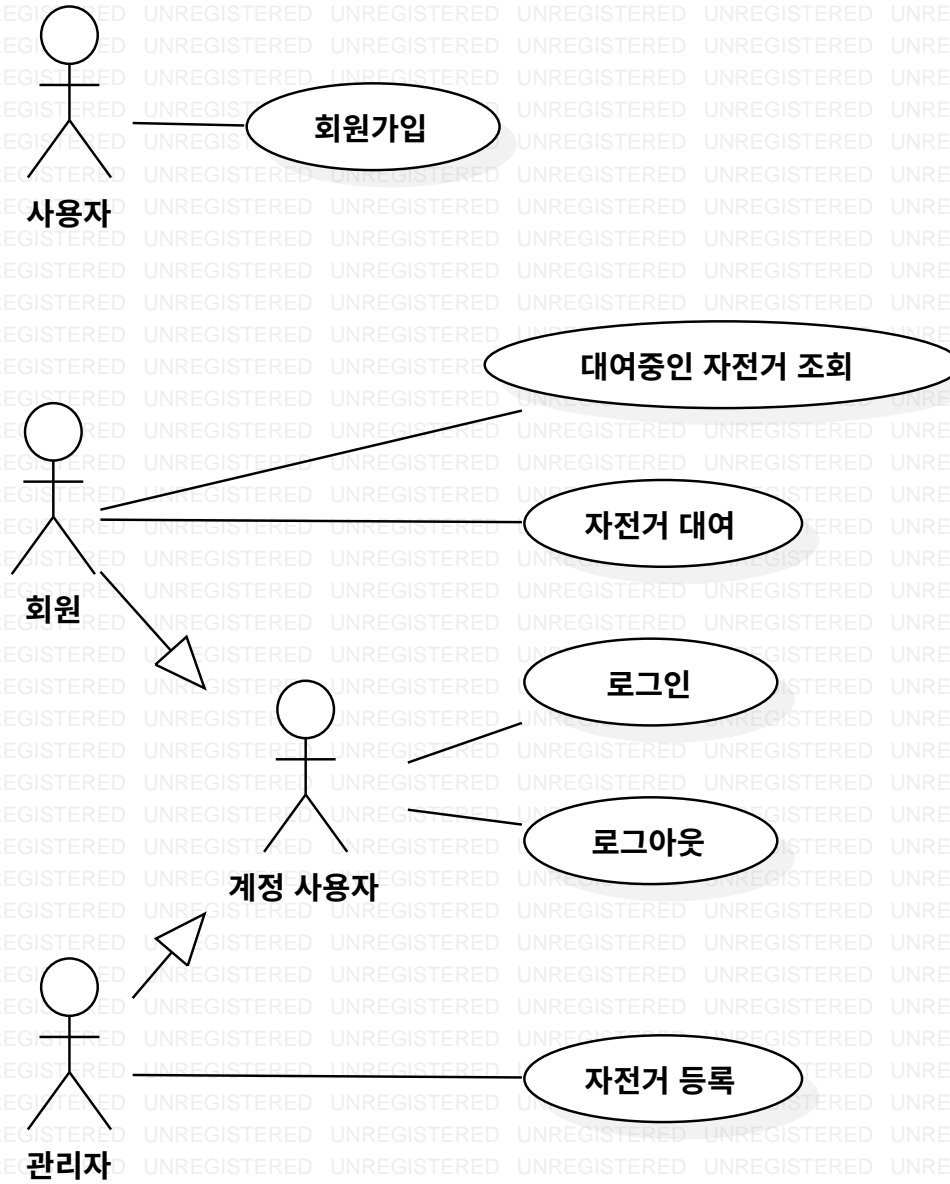 회원가입
사용자
대여중인 자전거 조회
자전거 대여
회원
로그인
로그아웃
계정 사용자
자전거 등록
관리자
UNREGISTERED